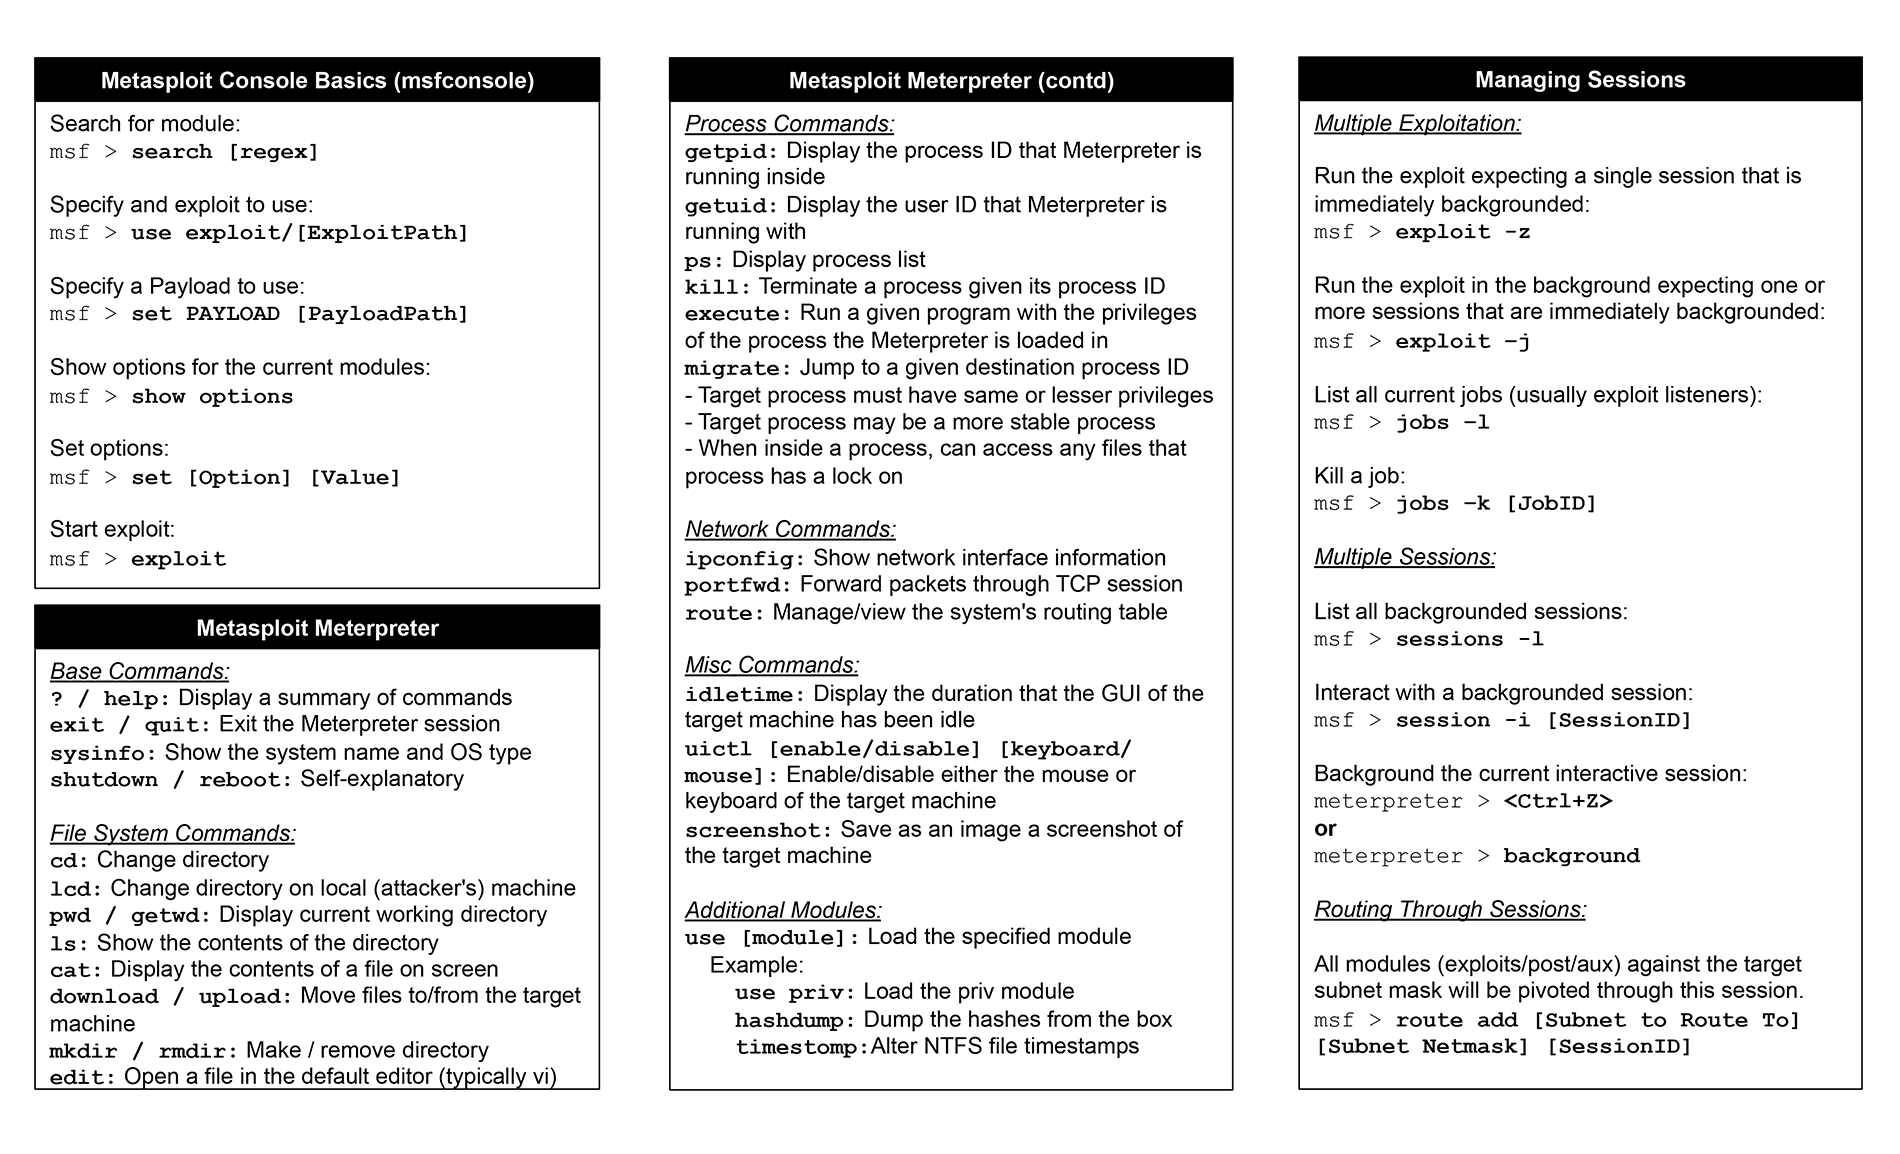 Metasploit Console Basics (msfconsole)
Search for module:
msf > search [regex]
Specify and exploit to use:
msf > use exploit/[ExploitPath]
Specify a Payload to use:
msf > set PAYLOAD [PayloadPath]
Show options for the current modules:
msf > show options
Set options:
msf > set [Option] [Value]
Start exploit:
msf > exploit
Metasploit Meterpreter
Base Commands:
? / help: Display a summary of commands
exit / quit: Exit the Meterpreter session
sysinfo: Show the system name and OS type
shutdown / reboot: Self-explanatory
File System Commands:
cd: Change directory
lcd: Change directory on local (attacker's) machine
pwd / getwd: Display current working directory
ls: Show the contents of the directory
cat: Display the contents of a file on screen
download / upload: Move files to/from the target
machine
mkdir / rmdir: Make / remove directory
edit: Open a file in the default editor (typically vi)
Metasploit Meterpreter (contd)
Process Commands:
getpid: Display the process ID that Meterpreter is
running inside
getuid: Display the user ID that Meterpreter is
running with
ps: Display process list
kill: Terminate a process given its process ID
execute: Run a given program with the privileges
of the process the Meterpreter is loaded in
migrate: Jump to a given destination process ID
- Target process must have same or lesser privileges
- Target process may be a more stable process
- When inside a process, can access any files that
process has a lock on
Network Commands:
ipconfig: Show network interface information
portfwd: Forward packets through TCP session
route: Manage/view the system's routing table
Misc Commands:
idletime: Display the duration that the GUI of the
target machine has been idle
uictl [enable/disable] [keyboard/
mouse]: Enable/disable either the mouse or
keyboard of the target machine
screenshot: Save as an image a screenshot of
the target machine
Additional Modules:
use [module]: Load the specified module
Example:
use priv: Load the priv module
hashdump: Dump the hashes from the box
timestomp:Alter NTFS file timestamps
Managing Sessions
Multiple Exploitation:
Run the exploit expecting a single session that is
immediately backgrounded:
msf > exploit -z
Run the exploit in the background expecting one or
more sessions that are immediately backgrounded:
msf > exploit –j
List all current jobs (usually exploit listeners):
msf > jobs –l
Kill a job:
msf > jobs –k [JobID]
Multiple Sessions:
List all backgrounded sessions:
msf > sessions -l
Interact with a backgrounded session:
msf > session -i [SessionID]
Background the current interactive session:
meterpreter > <Ctrl+Z>
or
meterpreter > background
Routing Through Sessions:
All modules (exploits/post/aux) against the target
subnet mask will be pivoted through this session.
msf > route add [Subnet to Route To]
[Subnet Netmask] [SessionID]